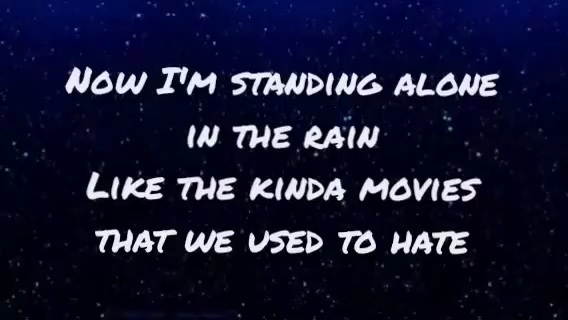 Now I'm standing alone
in the rain
Like the kinda movies
that we used to hate